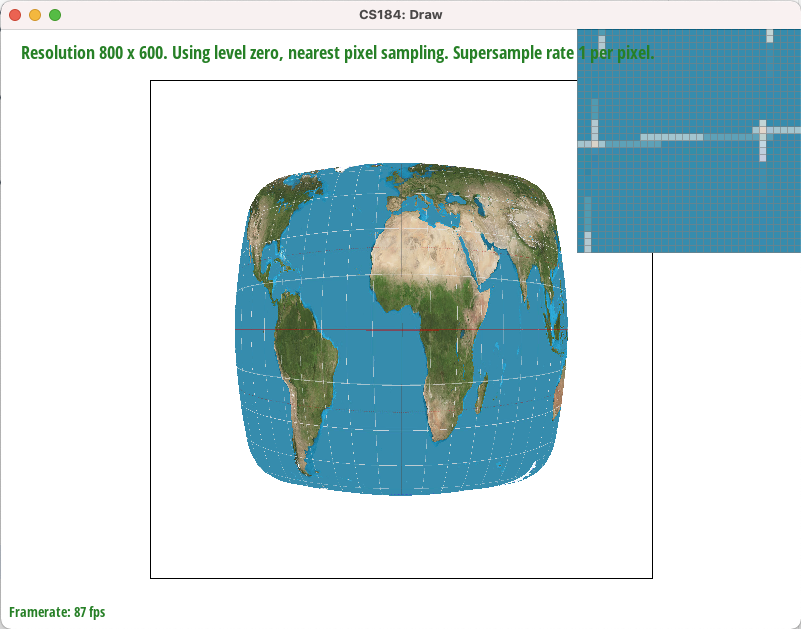 CS184: Draw
Resolution 800 x 600. Using level zero, nearest pixel sampling. Supersample rate 1 per pixel.
Framerate: 87 fps